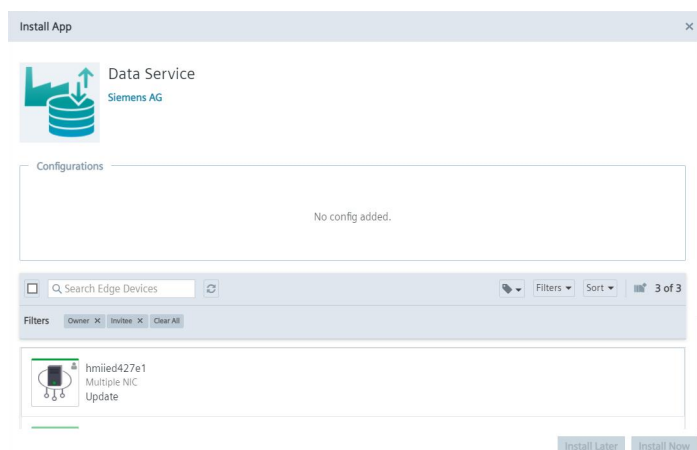 Install App
Data Service
Siemens AG
Configurations
No config added.
Search Edge Devices
Filters
Sort
3 of 3
Filters
Owner × Invitee × Clear All
hmiied427e1
Multiple NIC
Update
Install Later
Install Now